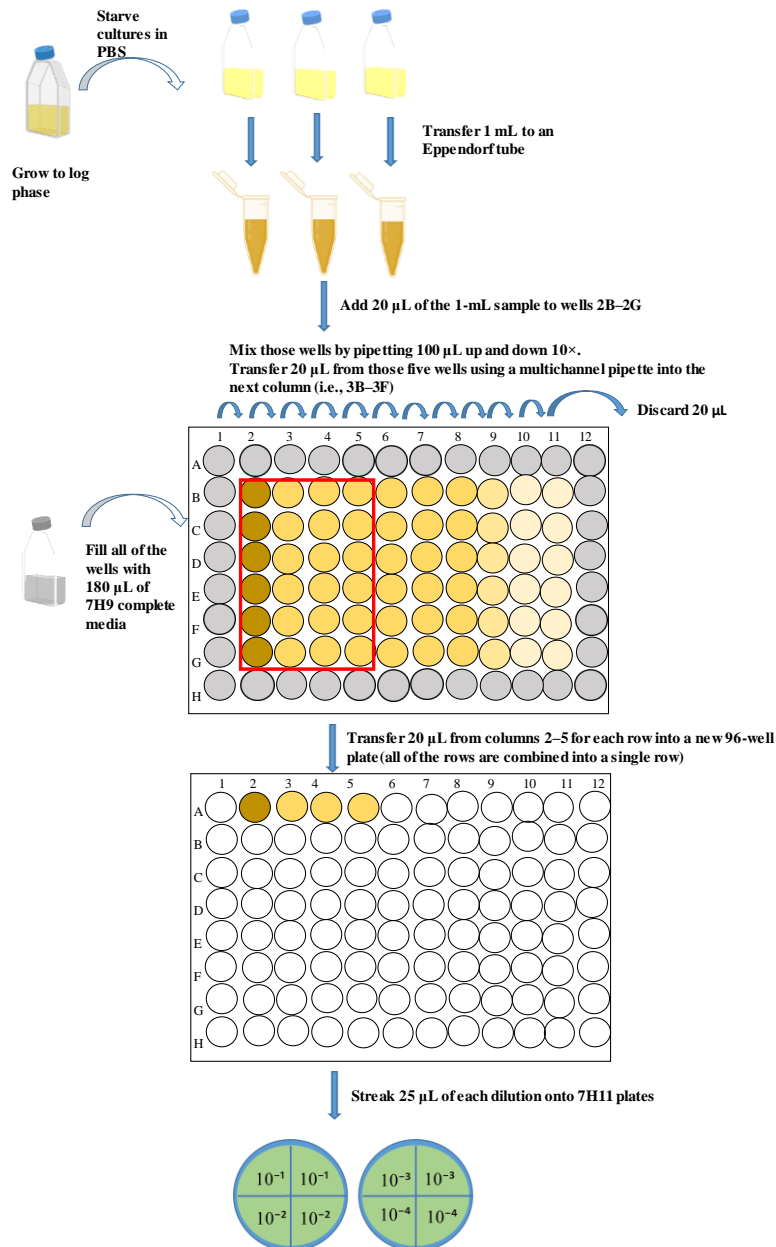 Starve
cultures in
PBS
Transfer 1 mL to an
Eppendorf tube
Grow to log
phase
Add 20 µL of the 1-mL sample to wells 2B–2G
Mix those wells by pipetting 100 µL up and down 10×.
Transfer 20 µL from those five wells using a multichannel pipette into the
next column (i.e., 3B–3F)
Discard 20 µL
1 2 3 4 5 6 7 8 9 10 11 12
A
B
C
D
E
F
G
H
Fill all of the
wells with
180 µL of
7H9 complete
media
Transfer 20 µL from columns 2–5 for each row into a new 96-well
plate (all of the rows are combined into a single row)
1 2 3 4 5 6 7 8 9 10 11 12
A
B
C
D
E
F
G
H
Streak 25 µL of each dilution onto 7H11 plates
10⁻¹ 10⁻¹ 10⁻³ 10⁻³
10⁻² 10⁻² 10⁻⁴ 10⁻⁴